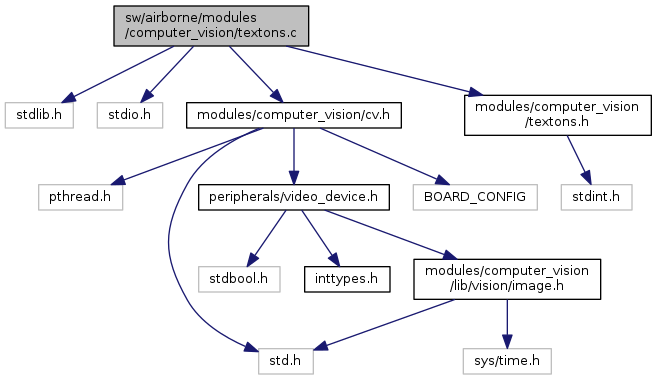 sw/airborne/modules
/computer_vision/textons.c
stdlib.h
stdio.h
modules/computer_vision/cv.h
modules/computer_vision
/textons.h
pthread.h
peripherals/video_device.h
BOARD_CONFIG
stdint.h
stdbool.h
inttypes.h
modules/computer_vision
/lib/vision/image.h
std.h
sys/time.h